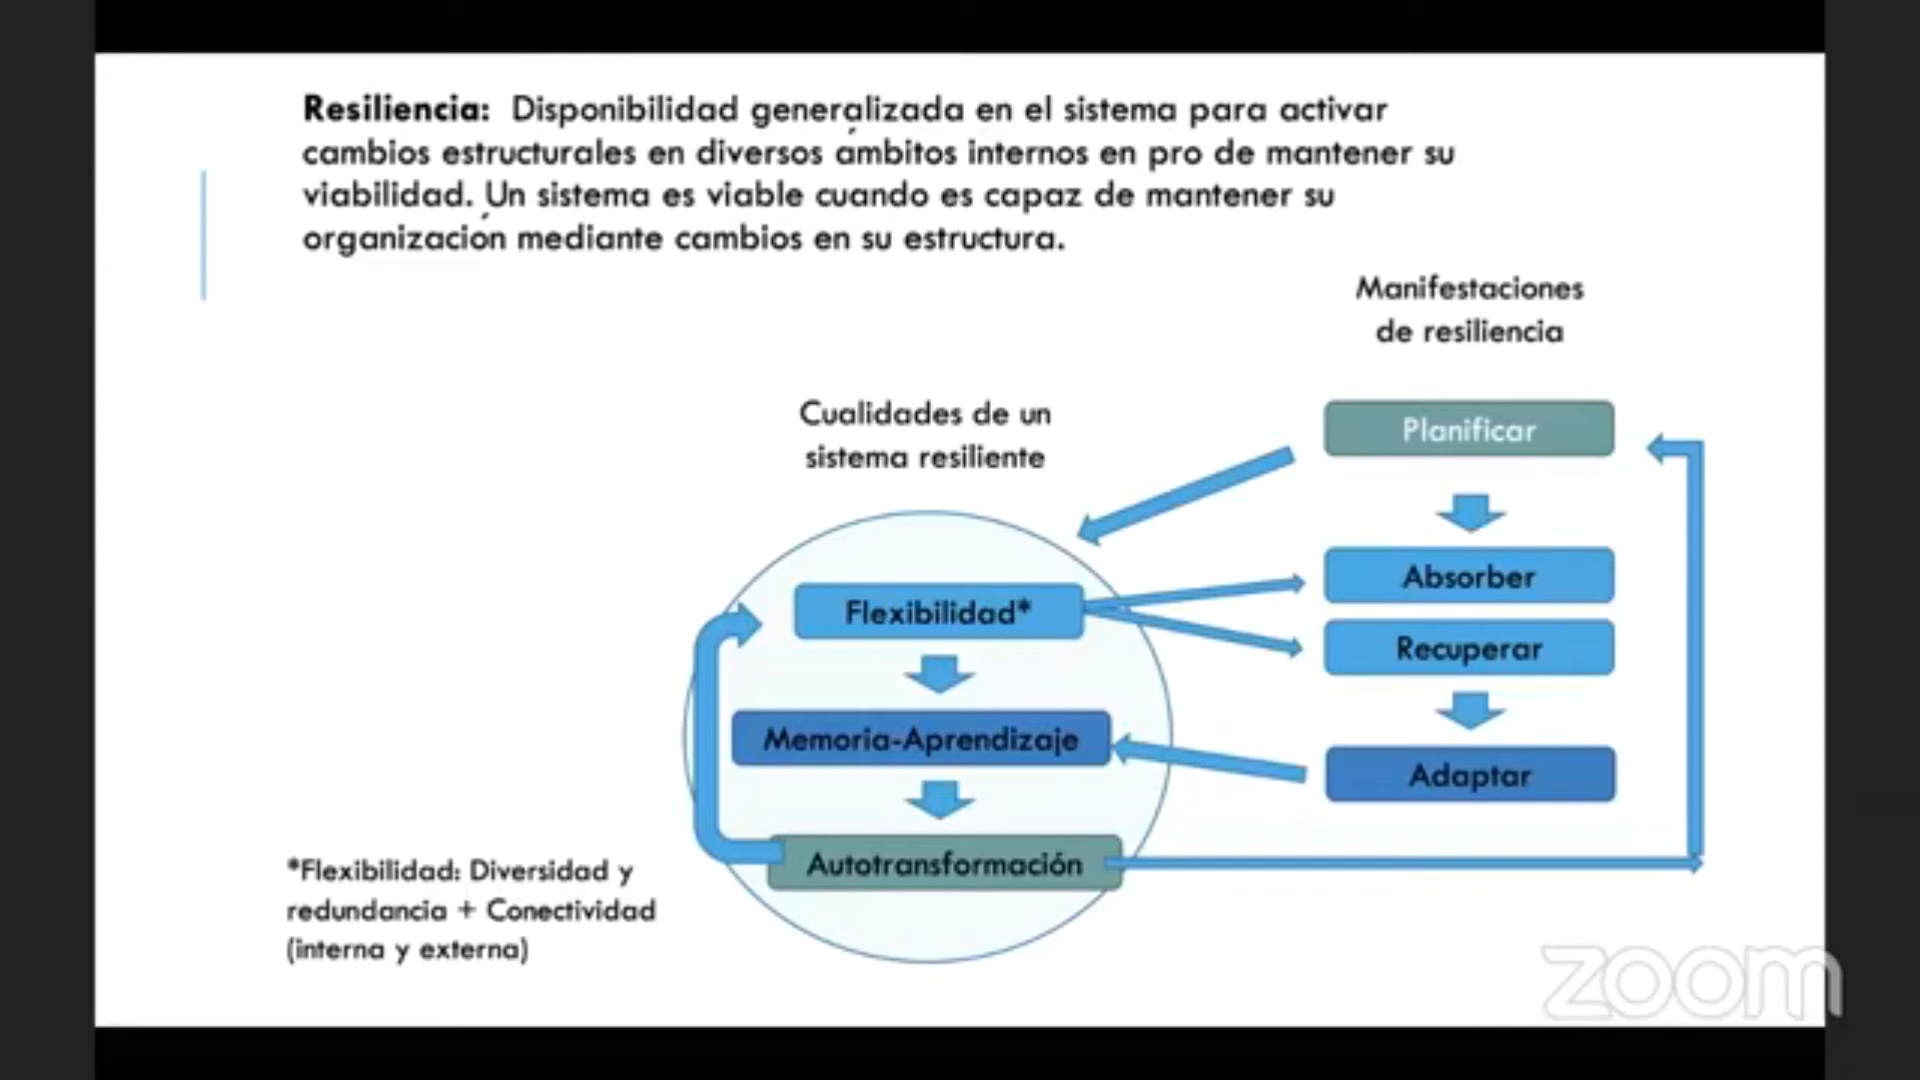 Resiliencia: Disponibilidad generalizada en el sistema para activar
cambios estructurales en diversos ámbitos internos en pro de mantener su
viabilidad. Un sistema es viable cuando es capaz de mantener su
organización mediante cambios en su estructura.
Manifestaciones
de resiliencia
Cualidades de un
sistema resiliente
Planificar
Absorber
Flexibilidad*
Recuperar
Memoria-Aprendizaje
Adaptar
Autotransformación
*Flexibilidad: Diversidad y
redundancia + Conectividad
(interna y externa)
zoom